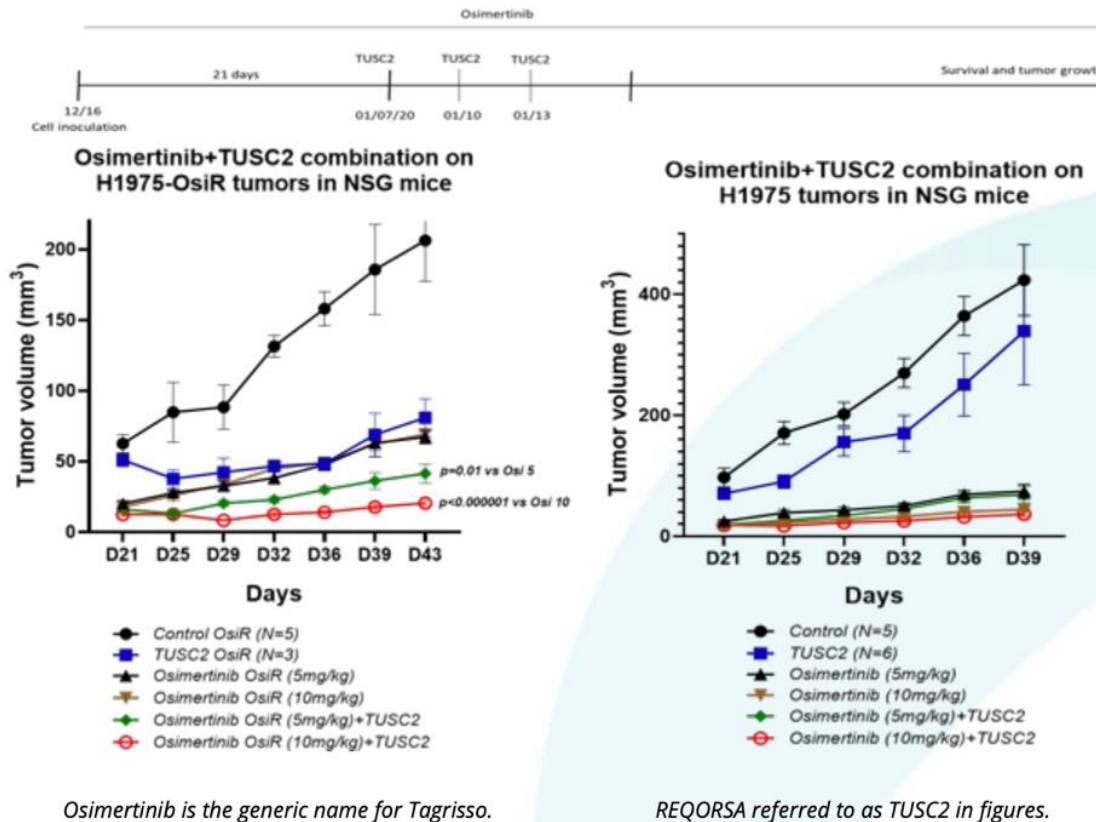 Osimertinib
TUSC2 TUSC2 TUSC2
21 days
Survival and tumor growt
12/16
Cell inoculation
01/07/20 01/10 01/13
Osimertinib+TUSC2 combination on
H1975-OsiR tumors in NSG mice
Tumor volume (mm³)
200
150
100
50
0
p=0.01 vs Osi 5
p<0.000001 vs Osi 10
D21 D25 D29 D32 D36 D39 D43
Days
Control OsiR (N=5)
TUSC2 OsiR (N=3)
Osimertinib OsiR (5mg/kg)
Osimertinib OsiR (10mg/kg)
Osimertinib OsiR (5mg/kg)+TUSC2
Osimertinib OsiR (10mg/kg)+TUSC2
Osimertinib is the generic name for Tagrisso.
Osimertinib+TUSC2 combination on
H1975 tumors in NSG mice
Tumor volume (mm³)
400
200
0
D21 D25 D29 D32 D36 D39
Days
Control (N=5)
TUSC2 (N=6)
Osimertinib (5mg/kg)
Osimertinib (10mg/kg)
Osimertinib (5mg/kg)+TUSC2
Osimertinib (10mg/kg)+TUSC2
REQORSA referred to as TUSC2 in figures.